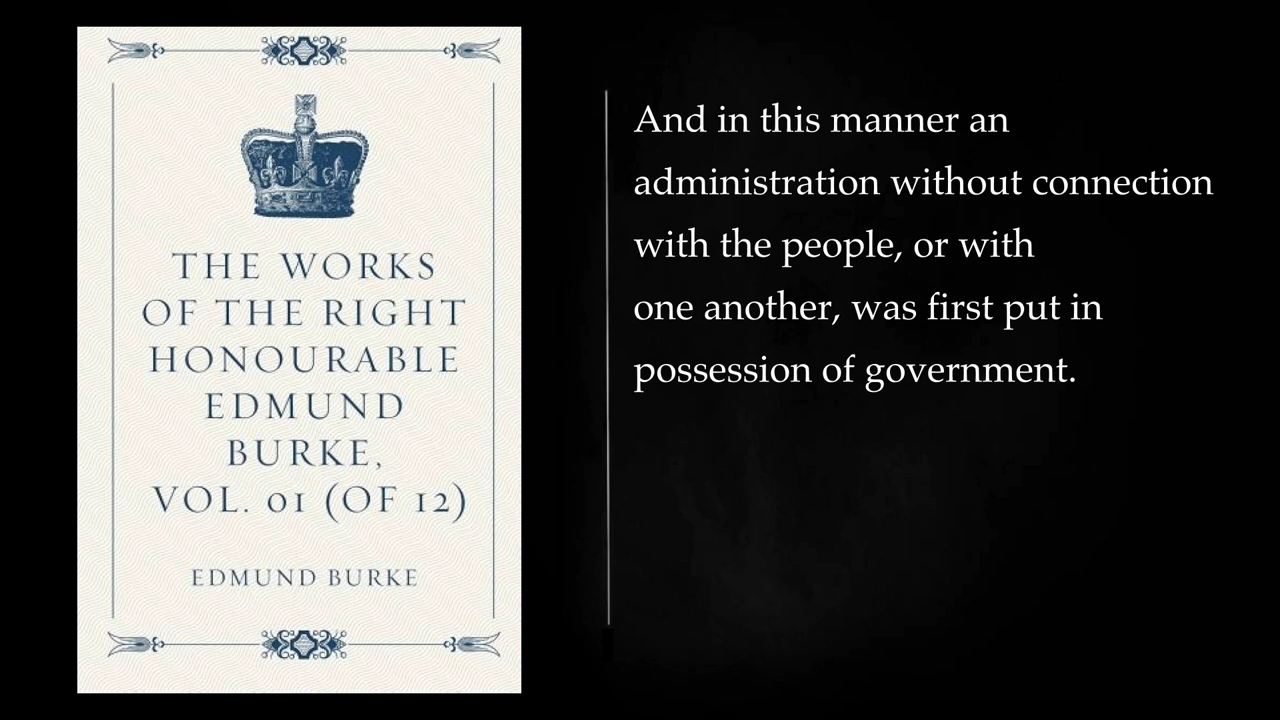 THE WORKS
OF THE RIGHT
HONOURABLE
EDMUND
BURKE,
VOL. 01 (OF 12)
EDMUND BURKE
And in this manner an
administration without connection
with the people, or with
one another, was first put in
possession of government.